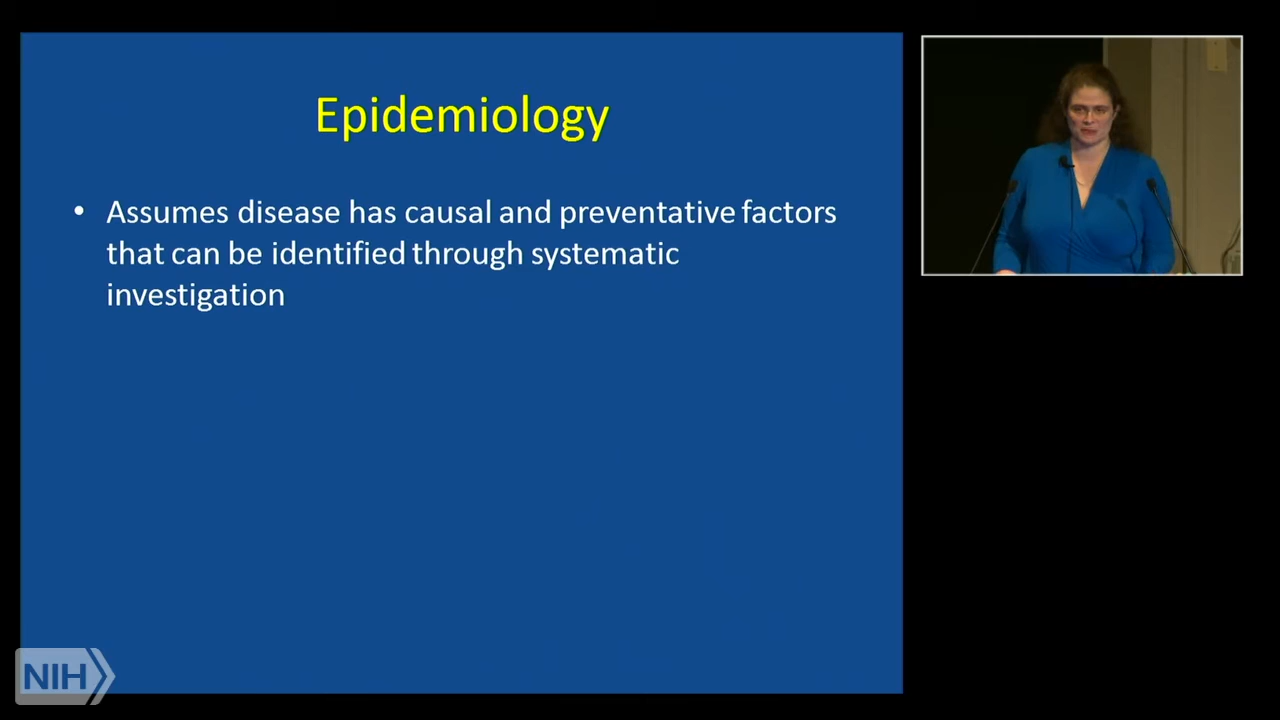 Epidemiology
• Assumes disease has causal and preventative factors
that can be identified through systematic
investigation
NIH